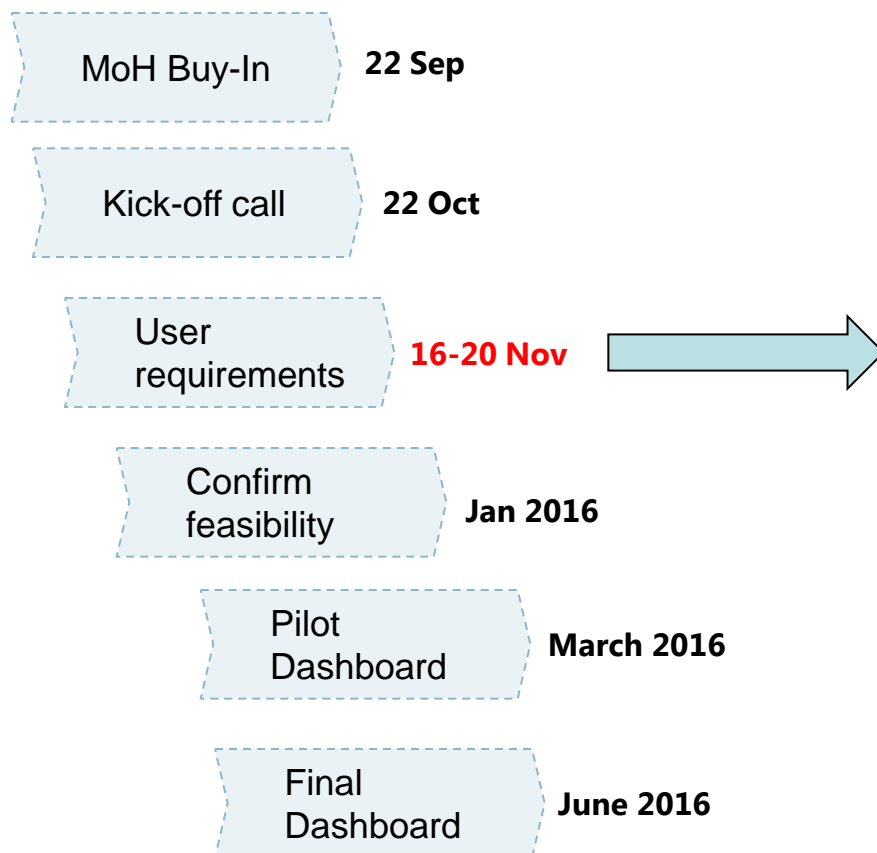 MoH Buy-In
22 Sep
Kick-off call
22 Oct
User
requirements
16-20 Nov
Confirm
feasibility
Jan 2016
Pilot
Dashboard
March 2016
Final
Dashboard
June 2016